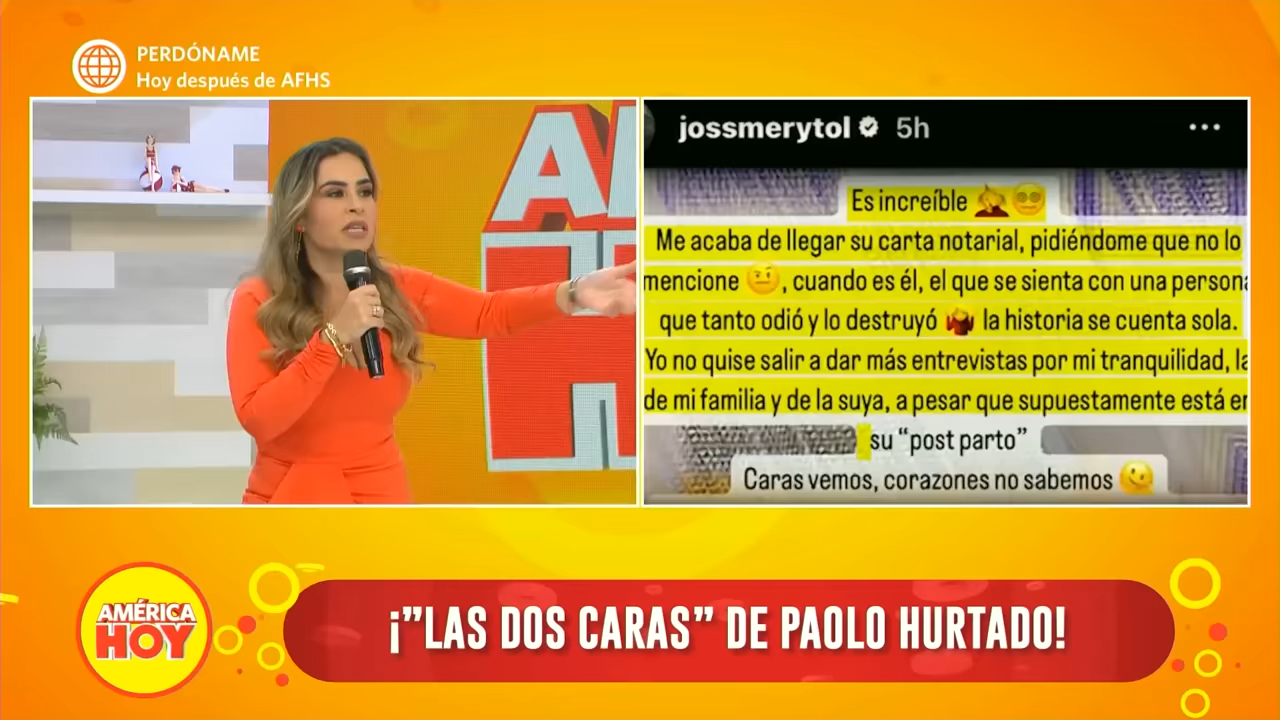 PERDÓNAME
Hoy después de AFHS
jossmerytol 5h
Es increíble
Me acaba de llegar su carta notarial, pidiéndome que no lo
mencione , cuando es él, el que se sienta con una persona
que tanto odió y lo destruyó la historia se cuenta sola.
Yo no quise salir a dar más entrevistas por mi tranquilidad, la
de mi familia y de la suya, a pesar que supuestamente está en
su “post parto”
Caras vemos, corazones no sabemos
AMÉRICA
HOY
¡”LAS DOS CARAS” DE PAOLO HURTADO!